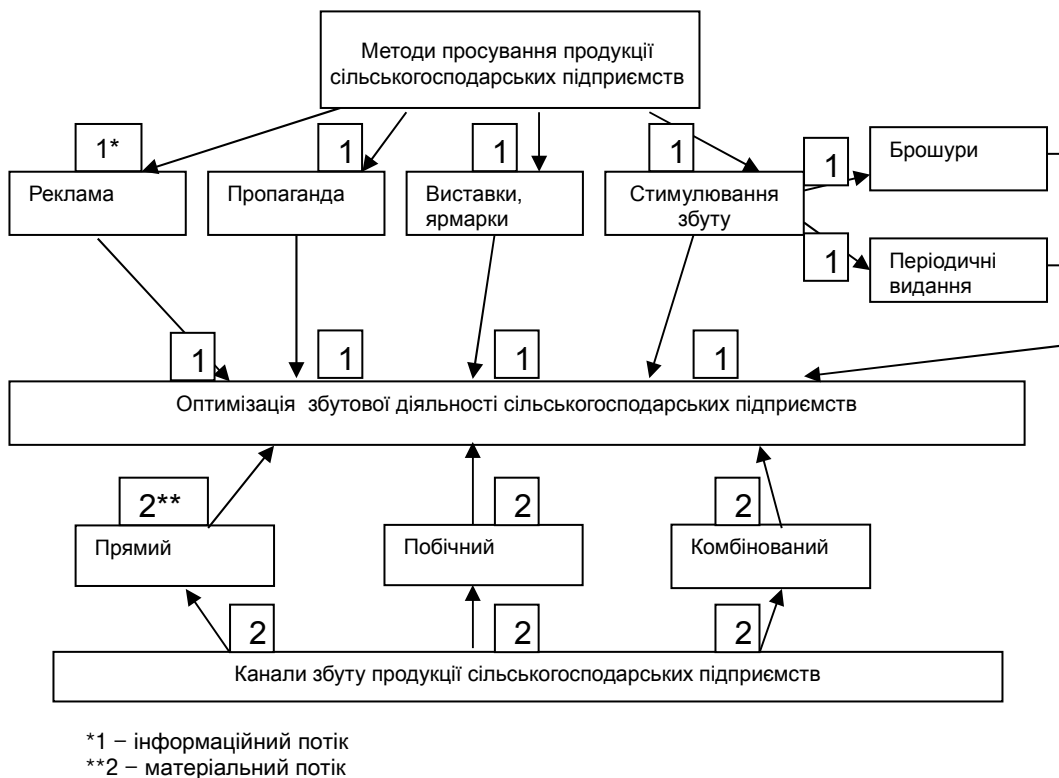 Методи просування продукції
сільськогосподарських підприємств
1*
1
1
1
1
Брошури
Реклама
Пропаганда
Виставки,
ярмарки
Стимулювання
збуту
1
Періодичні
видання
1
1
1
1
Оптимізація збутової діяльності сільськогосподарських підприємств
2**
2
2
Прямий
Побічний
Комбінований
2
2
2
Канали збуту продукції сільськогосподарських підприємств
*1 – інформаційний потік
**2 – матеріальний потік